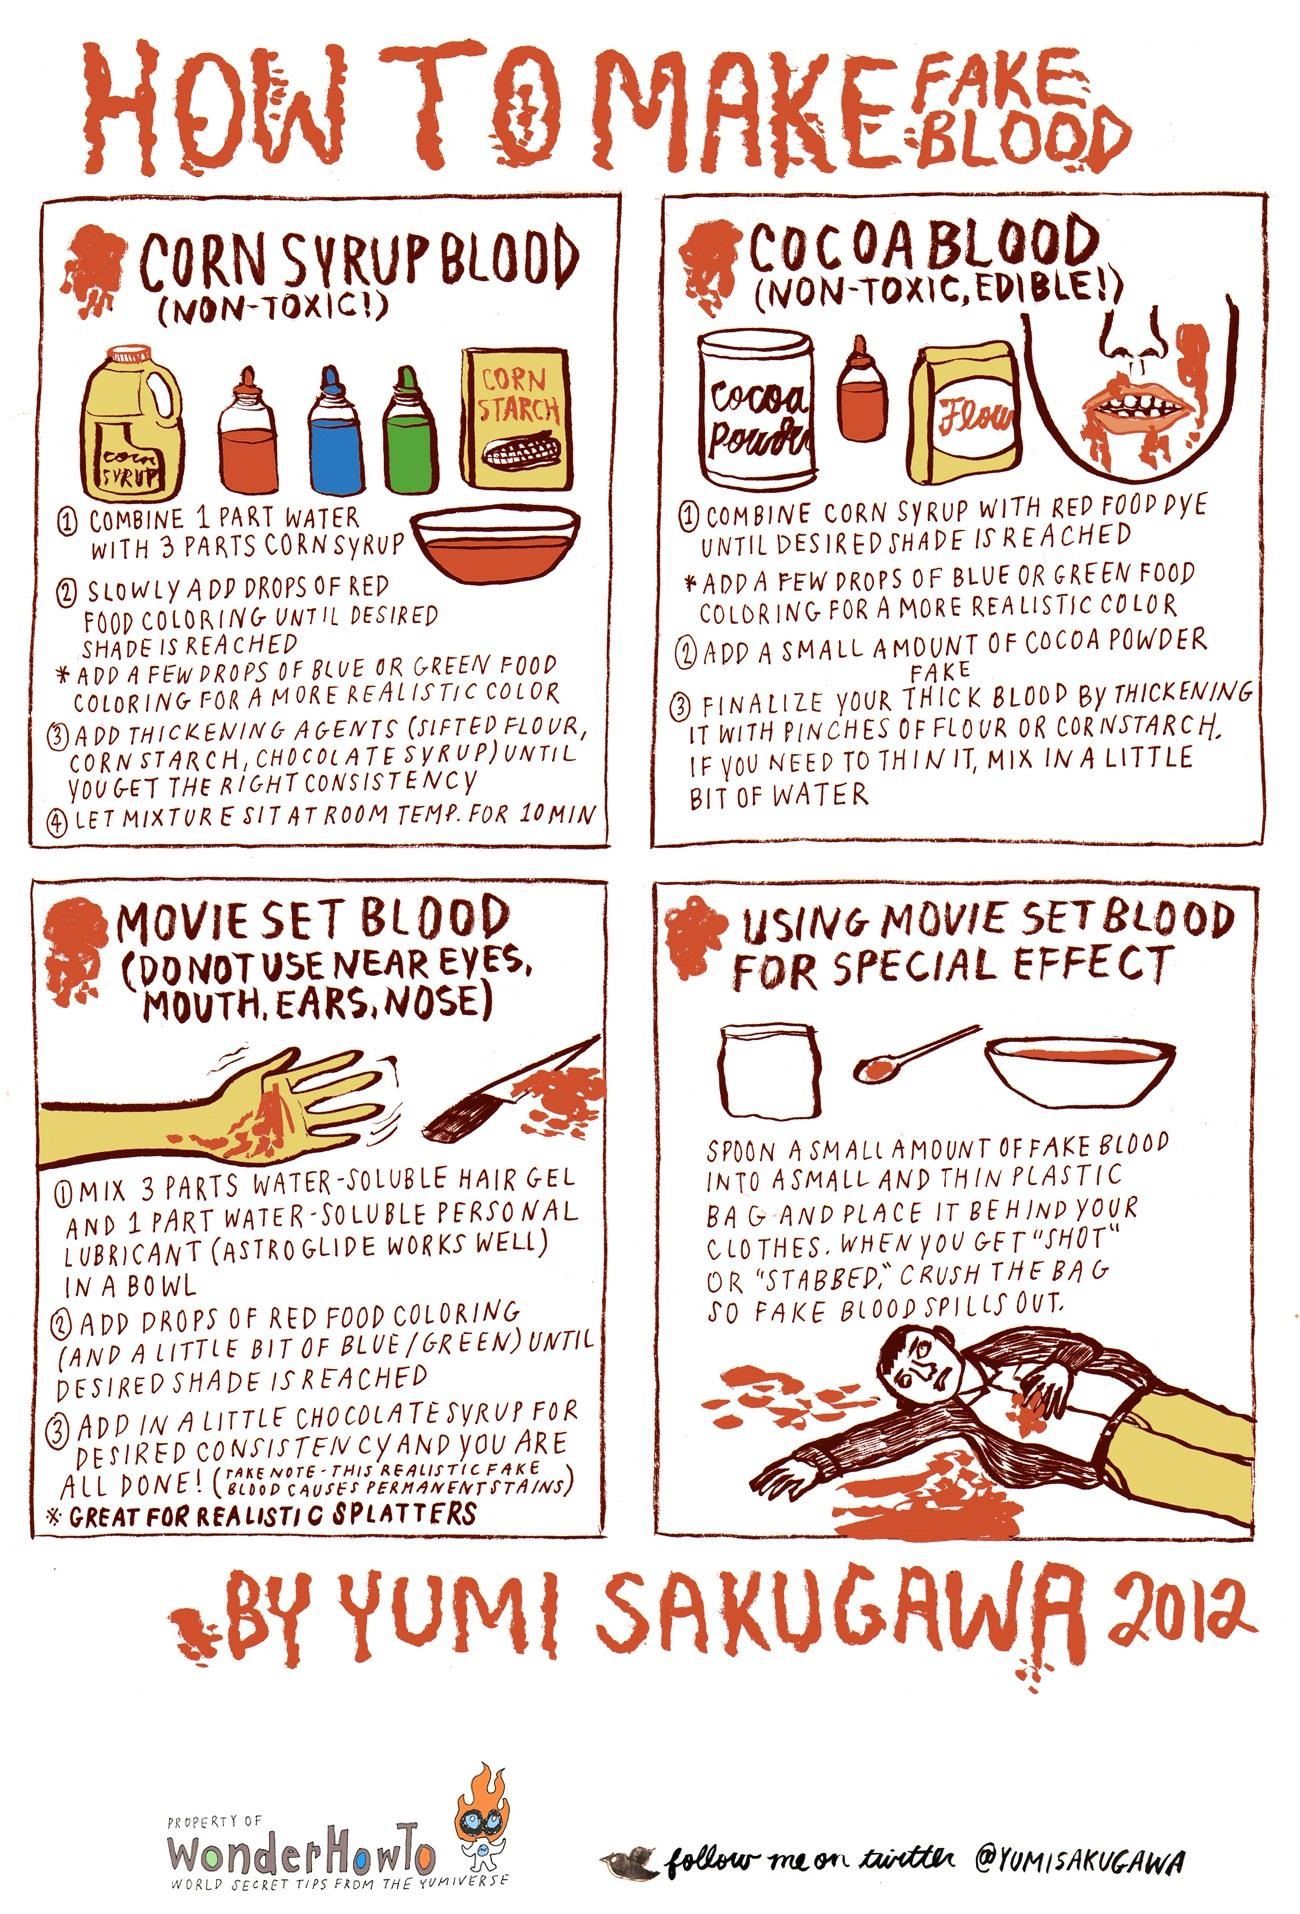 HOW TO MAKE FAKE
BLOOD
CORN SYRUP BLOOD
(NON-TOXIC!)
corn
SYRUP
CORN
STARCH
① COMBINE 1 PART WATER
WITH 3 PARTS CORN SYRUP
② SLOWLY ADD DROPS OF RED
FOOD COLORING UNTIL DESIRED
SHADE IS REACHED
* ADD A FEW DROPS OF BLUE OR GREEN FOOD
COLORING FOR A MORE REALISTIC COLOR
③ ADD THICKENING AGENTS (SIFTED FLOUR,
CORN STARCH, CHOCOLATE SYRUP) UNTIL
YOU GET THE RIGHT CONSISTENCY
④ LET MIXTURE SIT AT ROOM TEMP. FOR 10 MIN
COCOA BLOOD
(NON-TOXIC, EDIBLE!)
Cocoa
Powder
Flour
① COMBINE CORN SYRUP WITH RED FOOD DYE
UNTIL DESIRED SHADE IS REACHED
* ADD A FEW DROPS OF BLUE OR GREEN FOOD
COLORING FOR A MORE REALISTIC COLOR
② ADD A SMALL AMOUNT OF COCOA POWDER
FAKE
③ FINALIZE YOUR THICK BLOOD BY THICKENING
IT WITH PINCHES OF FLOUR OR CORNSTARCH.
IF YOU NEED TO THIN IT, MIX IN A LITTLE
BIT OF WATER
MOVIE SET BLOOD
(DO NOT USE NEAR EYES,
MOUTH, EARS, NOSE)
① MIX 3 PARTS WATER-SOLUBLE HAIR GEL
AND 1 PART WATER-SOLUBLE PERSONAL
LUBRICANT (ASTROGLIDE WORKS WELL)
IN A BOWL
② ADD DROPS OF RED FOOD COLORING
(AND A LITTLE BIT OF BLUE/GREEN) UNTIL
DESIRED SHADE IS REACHED
③ ADD IN A LITTLE CHOCOLATE SYRUP FOR
DESIRED CONSISTENCY AND YOU ARE
ALL DONE! (TAKE NOTE - THIS REALISTIC FAKE
BLOOD CAUSES PERMANENT STAINS)
* GREAT FOR REALISTIC SPLATTERS
USING MOVIE SET BLOOD
FOR SPECIAL EFFECT
SPOON A SMALL AMOUNT OF FAKE BLOOD
INTO A SMALL AND THIN PLASTIC
BAG AND PLACE IT BEHIND YOUR
CLOTHES. WHEN YOU GET "SHOT"
OR "STABBED," CRUSH THE BAG
SO FAKE BLOOD SPILLS OUT.
BY YUMI SAKUGAWA 2012
PROPERTY OF
WonderHowTo
WORLD SECRET TIPS FROM THE YUMIVERSE
follow me on twitter @YUMISAKUGAWA